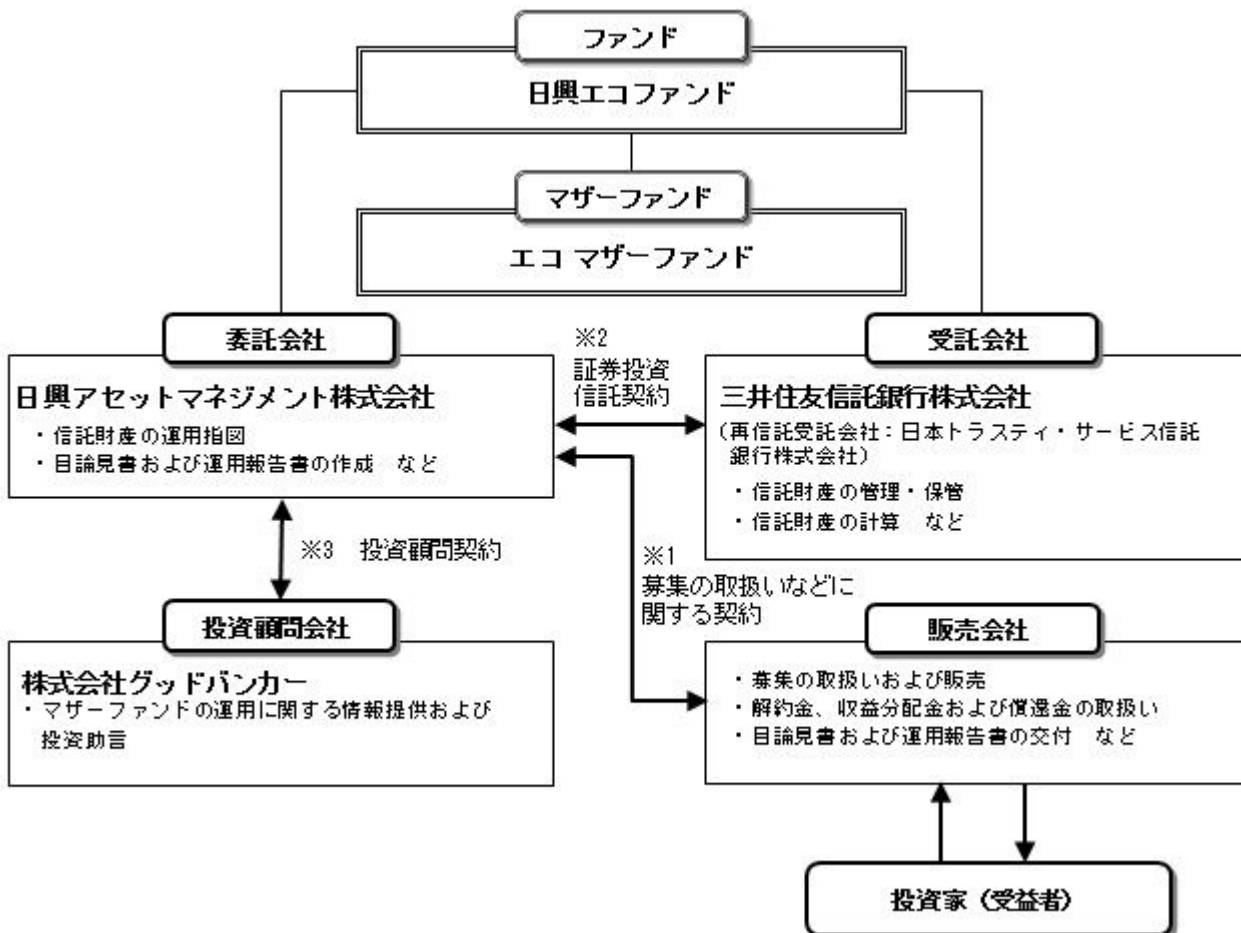 ファンド
日興エコファンド
マザーファンド
エコ マザーファンド
委託会社
日興アセットマネジメント株式会社
・信託財産の運用指図
・目論見書および運用報告書の作成　など
※2
証券投資
信託契約
受託会社
三井住友信託銀行株式会社
（再信託受託会社：日本トラスティ・サービス信託
銀行株式会社）
・信託財産の管理・保管
・信託財産の計算　など
※3　投資顧問契約
※1
募集の取扱いなどに
関する契約
投資顧問会社
株式会社グッドバンカー
・マザーファンドの運用に関する情報提供および
投資助言
販売会社
・募集の取扱いおよび販売
・解約金、収益分配金および償還金の取扱い
・目論見書および運用報告書の交付　など
投資家（受益者）